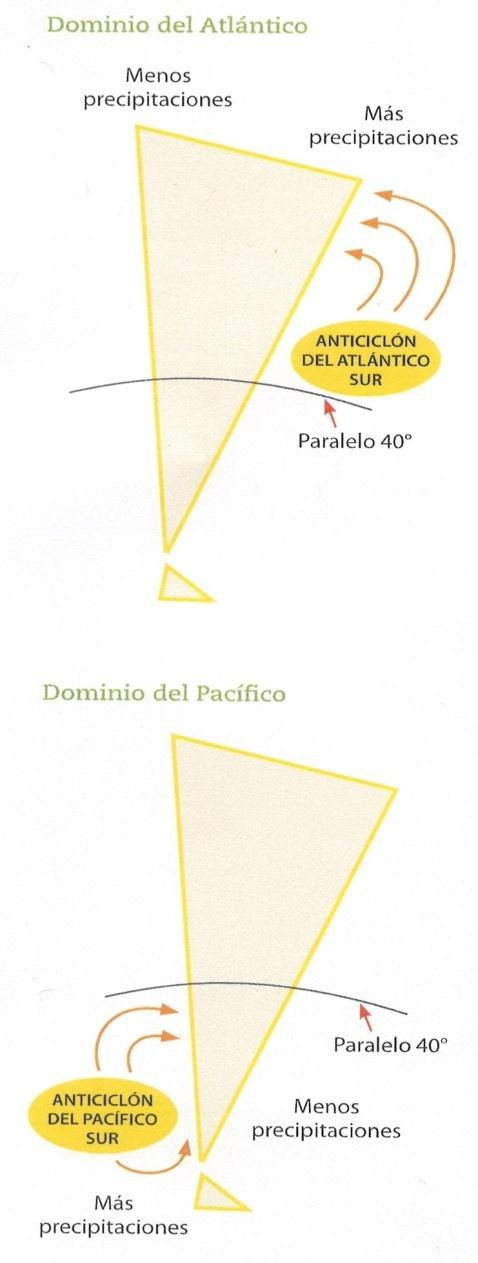 Dominio del Atlántico
Menos
precipitaciones
Más
precipitaciones
ANTICICLÓN
DEL ATLÁNTICO
SUR
Paralelo 40°
Dominio del Pacífico
Paralelo 40°
ANTICICLÓN
DEL PACÍFICO
SUR
Menos
precipitaciones
Más
precipitaciones